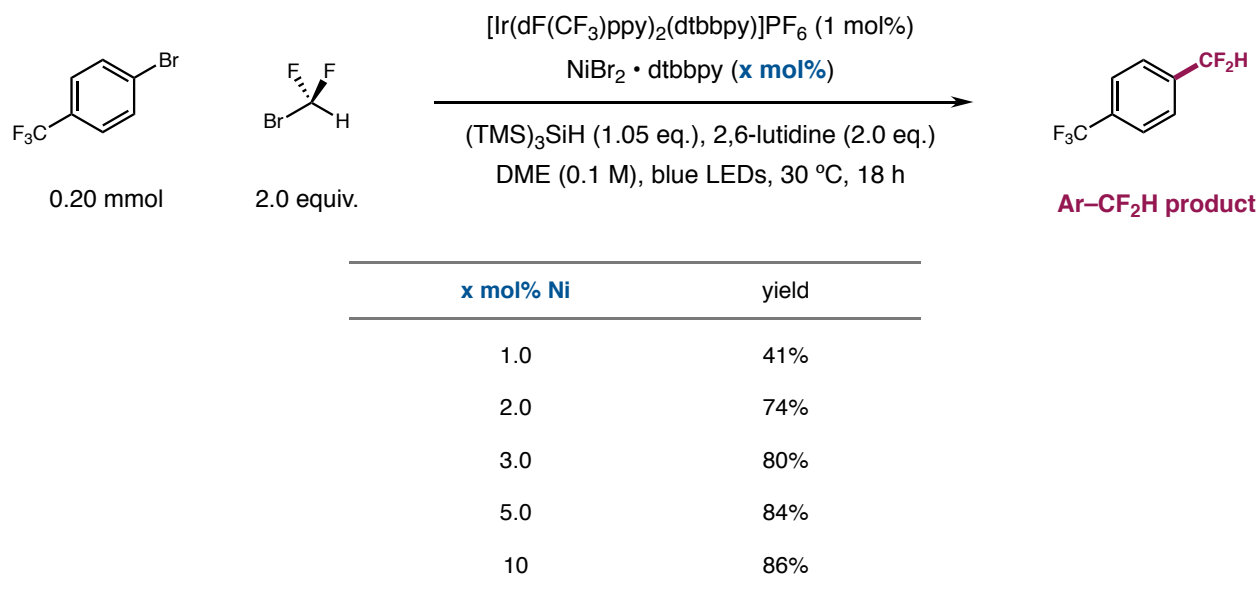 [Ir(dF(CF₃)ppy)₂(dtbbpy)]PF₆ (1 mol%)
NiBr₂ • dtbbpy (x mol%)
(TMS)₃SiH (1.05 eq.), 2,6-lutidine (2.0 eq.)
DME (0.1 M), blue LEDs, 30 ºC, 18 h
Br
F₃C
0.20 mmol
F F
Br H
2.0 equiv.
CF₂H
F₃C
Ar–CF₂H product
x mol% Ni yield
1.0 41%
2.0 74%
3.0 80%
5.0 84%
10 86%